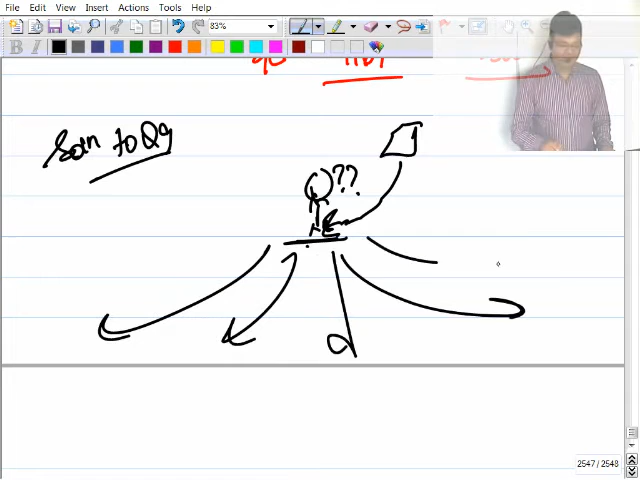 File Edit View Insert Actions Tools Help
83%
B I
Soln to Q9
Q??
2547/2548